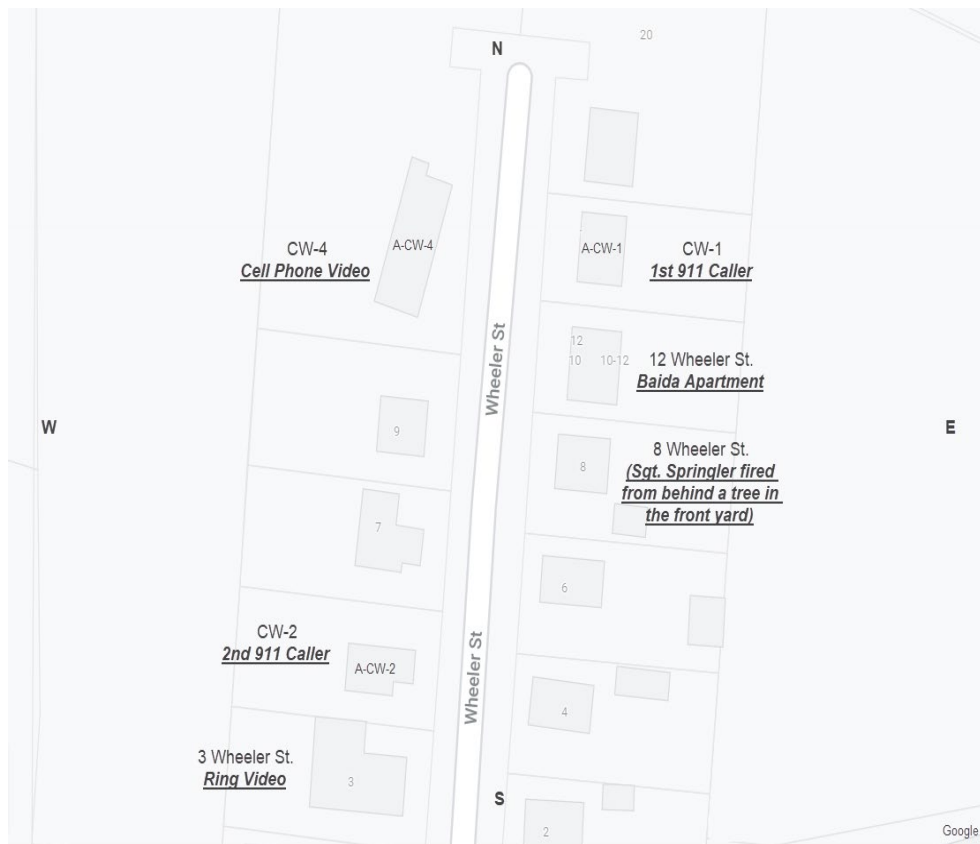 N
20
A-CW-4
CW-4
Cell Phone Video
A-CW-1
CW-1
1st 911 Caller
Wheeler St
12
10
10-12
12 Wheeler St.
Baida Apartment
W
E
9
8
8 Wheeler St.
(Sgt. Springler fired
from behind a tree in
the front yard)
7
6
CW-2
2nd 911 Caller
A-CW-2
Wheeler St
4
3 Wheeler St.
Ring Video
3
S
2
Google